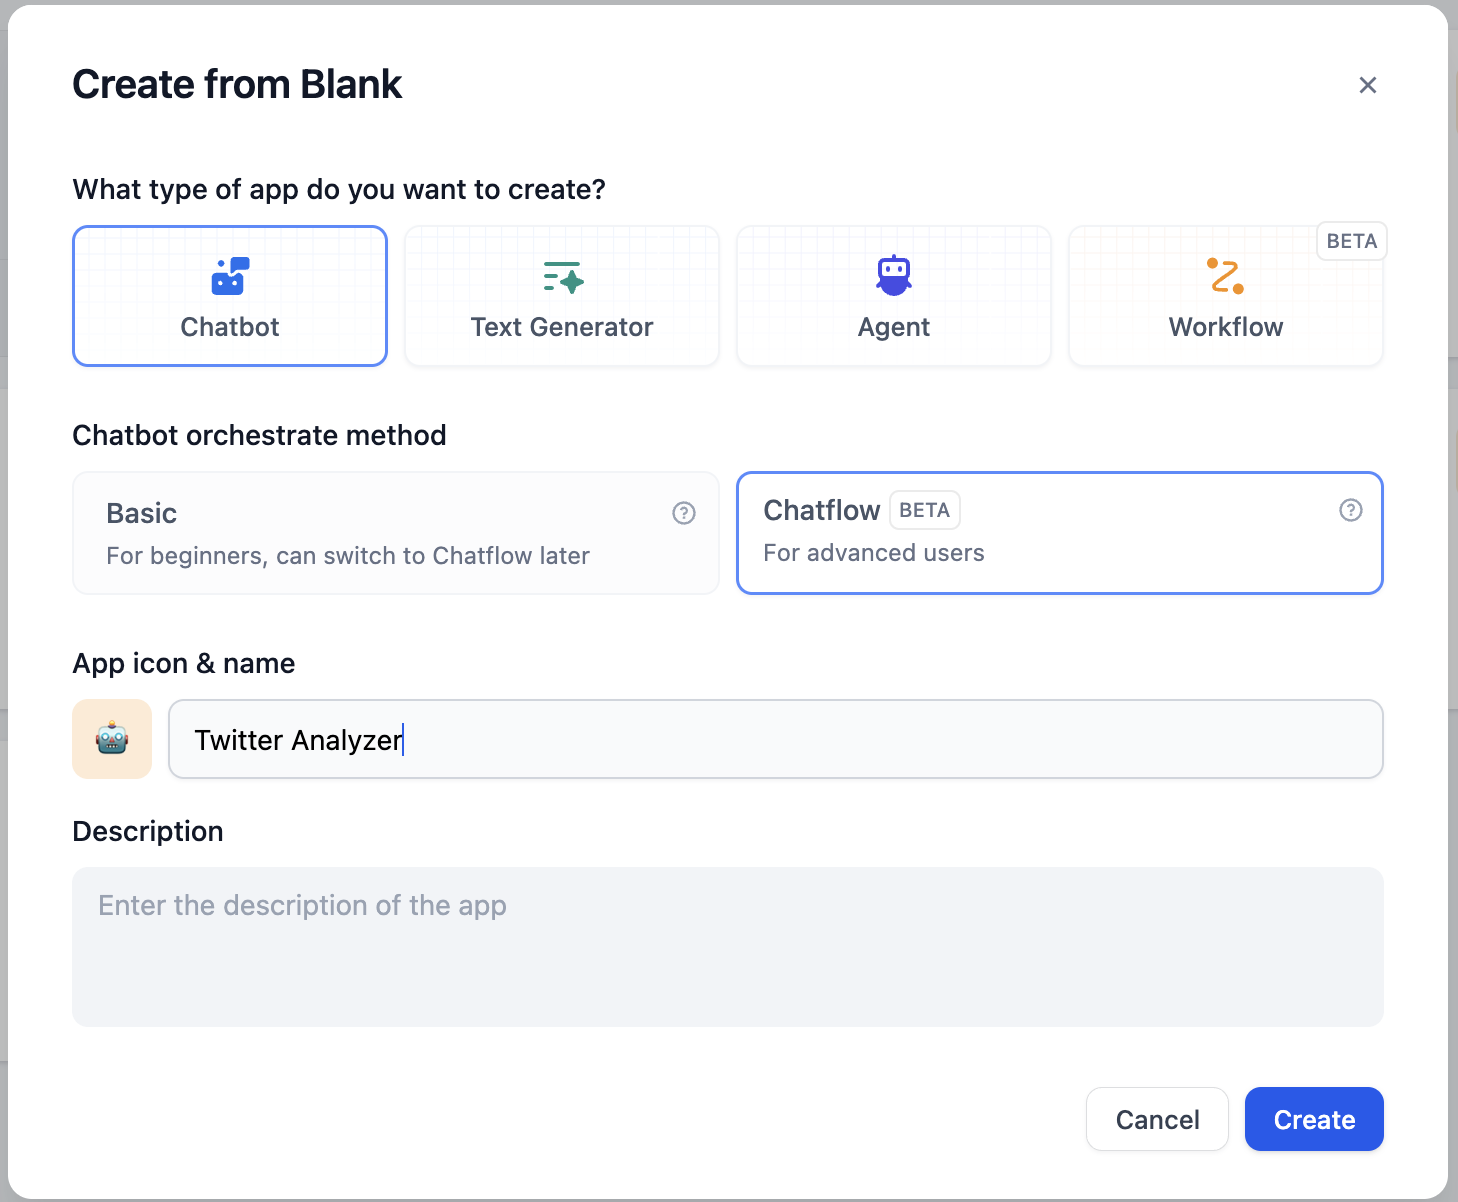 Create from Blank
What type of app do you want to create?
Chatbot
Text Generator
Agent
BETA
Workflow
Chatbot orchestrate method
Basic
For beginners, can switch to Chatflow later
Chatflow BETA
For advanced users
App icon & name
Twitter Analyzer
Description
Enter the description of the app
Cancel
Create